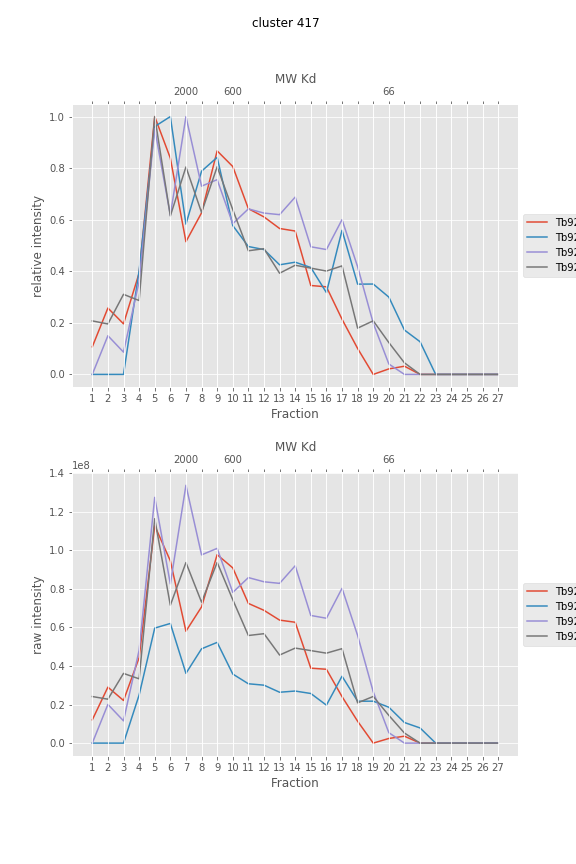 cluster 417
MW Kd
2000 600 66
1.0
0.8
0.6
0.4
0.2
0.0
relative intensity
Tb92
Tb92
Tb92
Tb92
1 2 3 4 5 6 7 8 9 10 11 12 13 14 15 16 17 18 19 20 21 22 23 24 25 26 27
Fraction
MW Kd
2000 600 66
1e8
1.4
1.2
1.0
0.8
0.6
0.4
0.2
0.0
raw intensity
Tb92
Tb92
Tb92
Tb92
1 2 3 4 5 6 7 8 9 10 11 12 13 14 15 16 17 18 19 20 21 22 23 24 25 26 27
Fraction